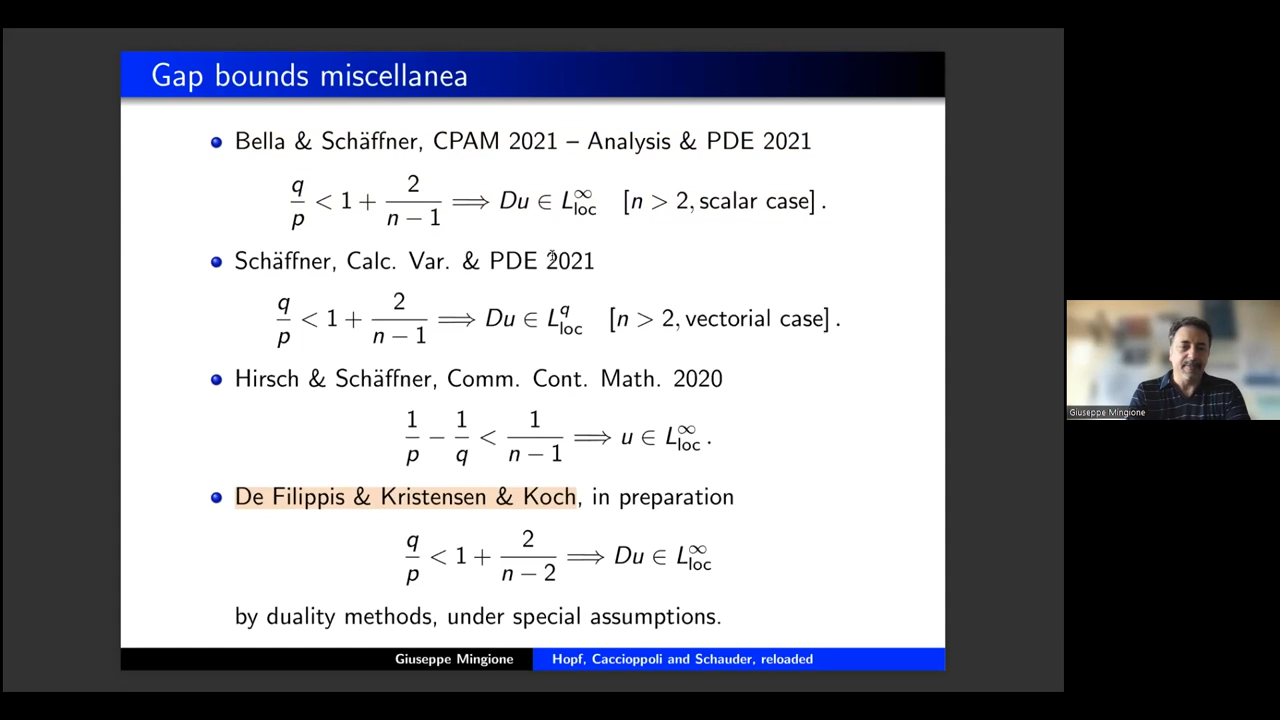 Gap bounds miscellanea
Bella & Schäffner, CPAM 2021 – Analysis & PDE 2021
q/p < 1 + 2/(n − 1) ⟹ Du ∈ L^∞_loc [n > 2, scalar case] .
Schäffner, Calc. Var. & PDE 2021
q/p < 1 + 2/(n − 1) ⟹ Du ∈ L^q_loc [n > 2, vectorial case] .
Hirsch & Schäffner, Comm. Cont. Math. 2020
1/p − 1/q < 1/(n − 1) ⟹ u ∈ L^∞_loc .
De Filippis & Kristensen & Koch, in preparation
q/p < 1 + 2/(n − 2) ⟹ Du ∈ L^∞_loc
by duality methods, under special assumptions.
Giuseppe Mingione Hopf, Caccioppoli and Schauder, reloaded
Giuseppe Mingione